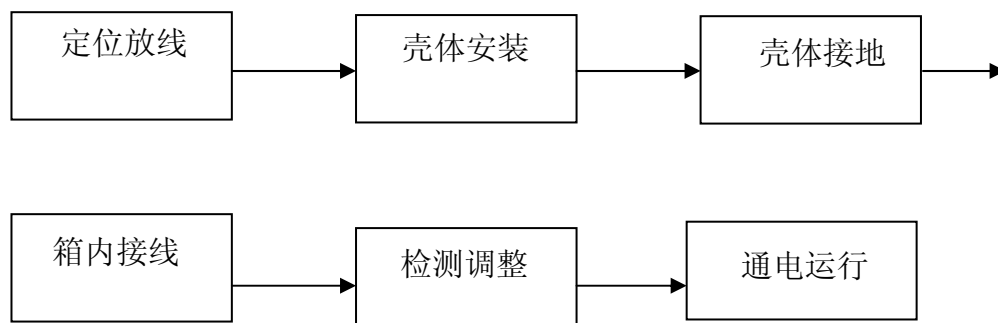 定位放线
壳体安装
壳体接地
箱内接线
检测调整
通电运行